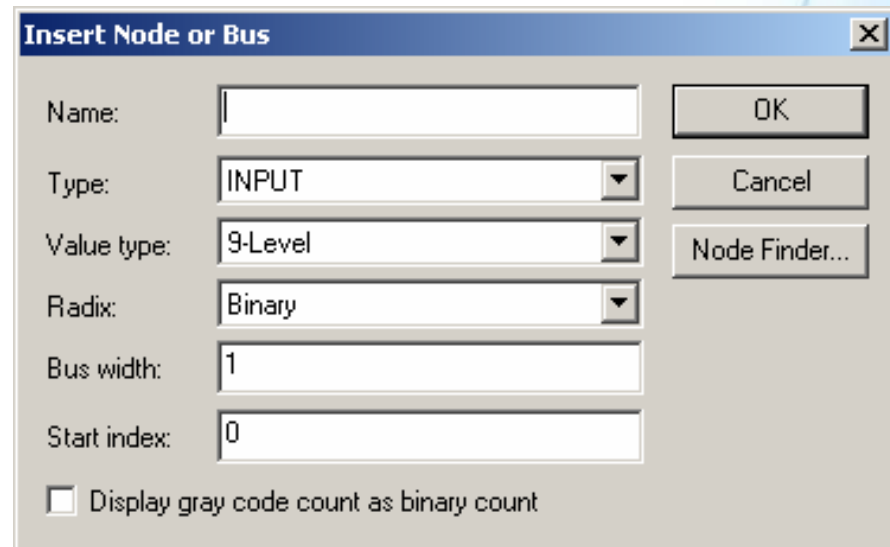 Insert Node or Bus
Name:
OK
Type: INPUT
Cancel
Value type: 9-Level
Node Finder...
Radix: Binary
Bus width: 1
Start index: 0
Display gray code count as binary count